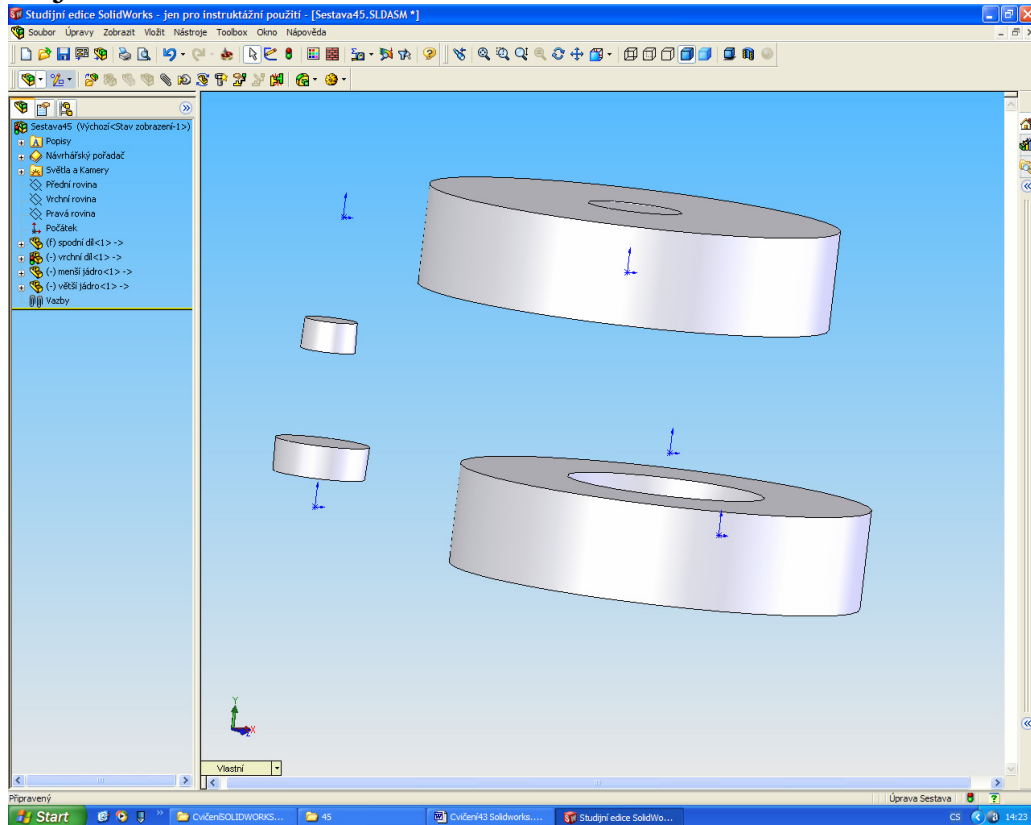 Studijní edice SolidWorks - jen pro instruktážní použití - [Sestava45.SLDASM *]
Soubor Úpravy Zobrazit Vložit Nástroje Toolbox Okno Nápověda
Sestava45 (Výchozí<Stav zobrazení-1>)
Popisy
Návrhářský pořadač
Světla a Kamery
Přední rovina
Vrchní rovina
Pravá rovina
Počátek
(f) spodní díl<1> ->
(-) vrchní díl<1> ->
(-) menší jádro<1> ->
(-) větší jádro<1> ->
Vazby
Y
X
Z
Vlastní
Připravený
Úprava Sestava
Start
CvičeníSOLIDWORKS...
45
Cvičení43 Solidworks....
Studijní edice SolidWo...
CS
14:23